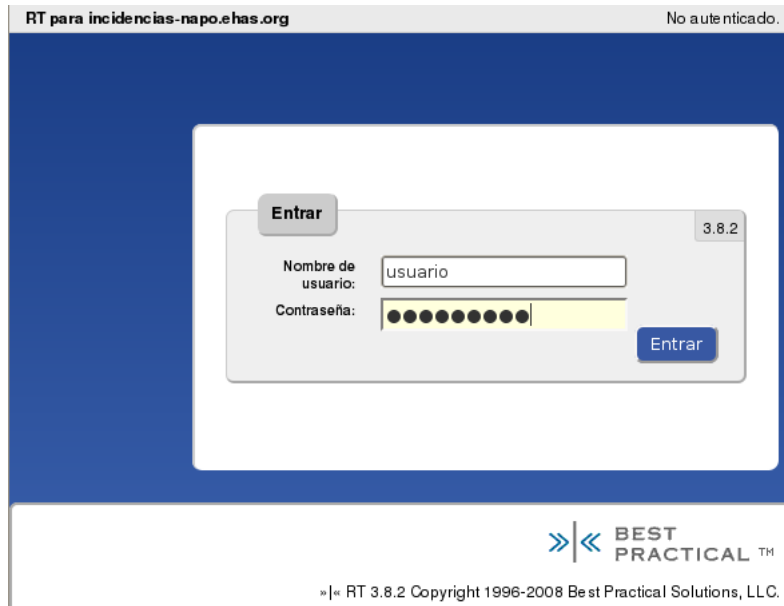 RT para incidencias-napo.ehas.org No autenticado.
Entrar
3.8.2
Nombre de
usuario:
usuario
Contraseña:
●●●●●●●●●
Entrar
»|« BEST
PRACTICAL ™
»|« RT 3.8.2 Copyright 1996-2008 Best Practical Solutions, LLC.